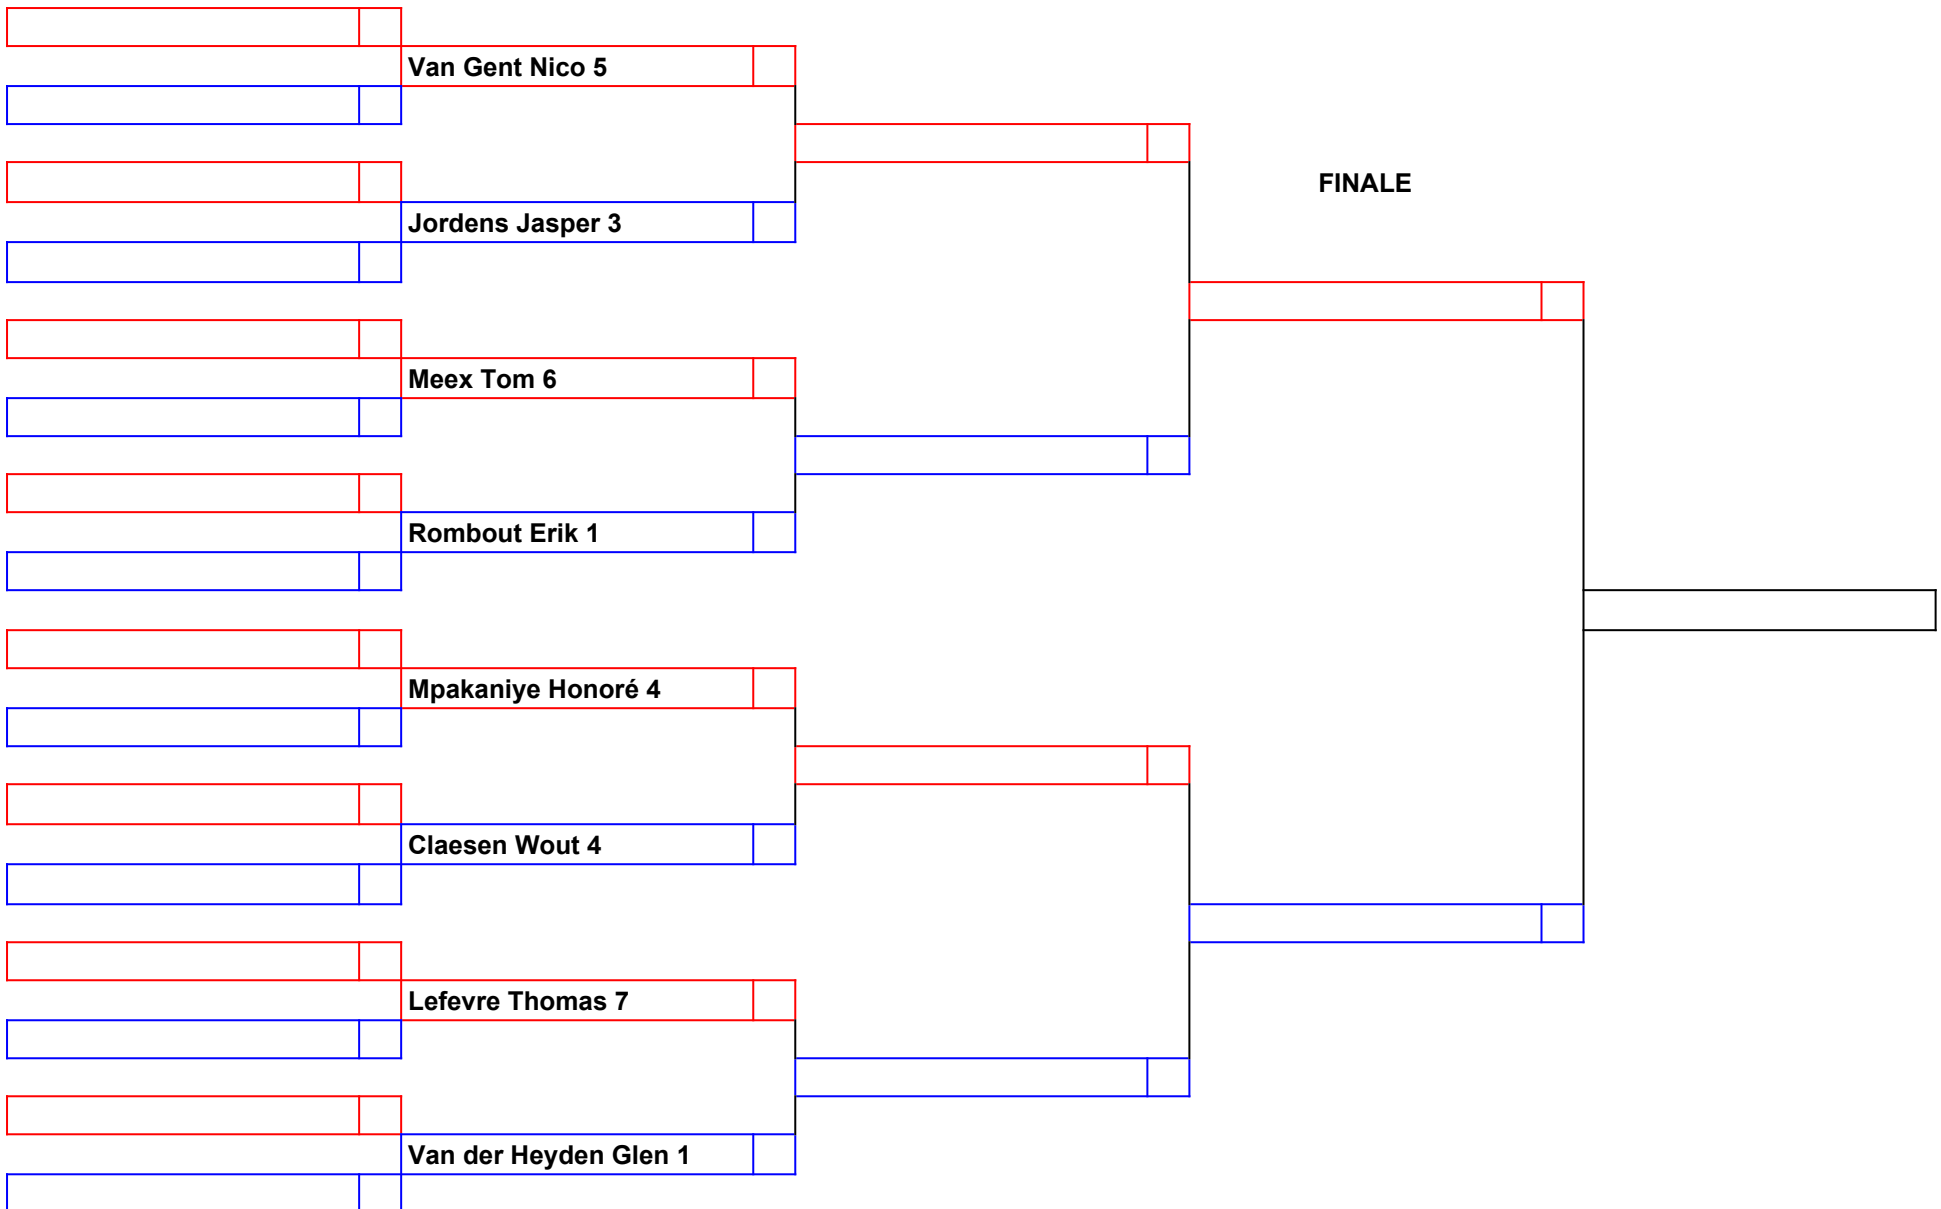 Van Gent Nico 5
FINALE
Jordens Jasper 3
Meex Tom 6
Rombout Erik 1
Mpakaniye Honoré 4
Claesen Wout 4
Lefevre Thomas 7
Van der Heyden Glen 1